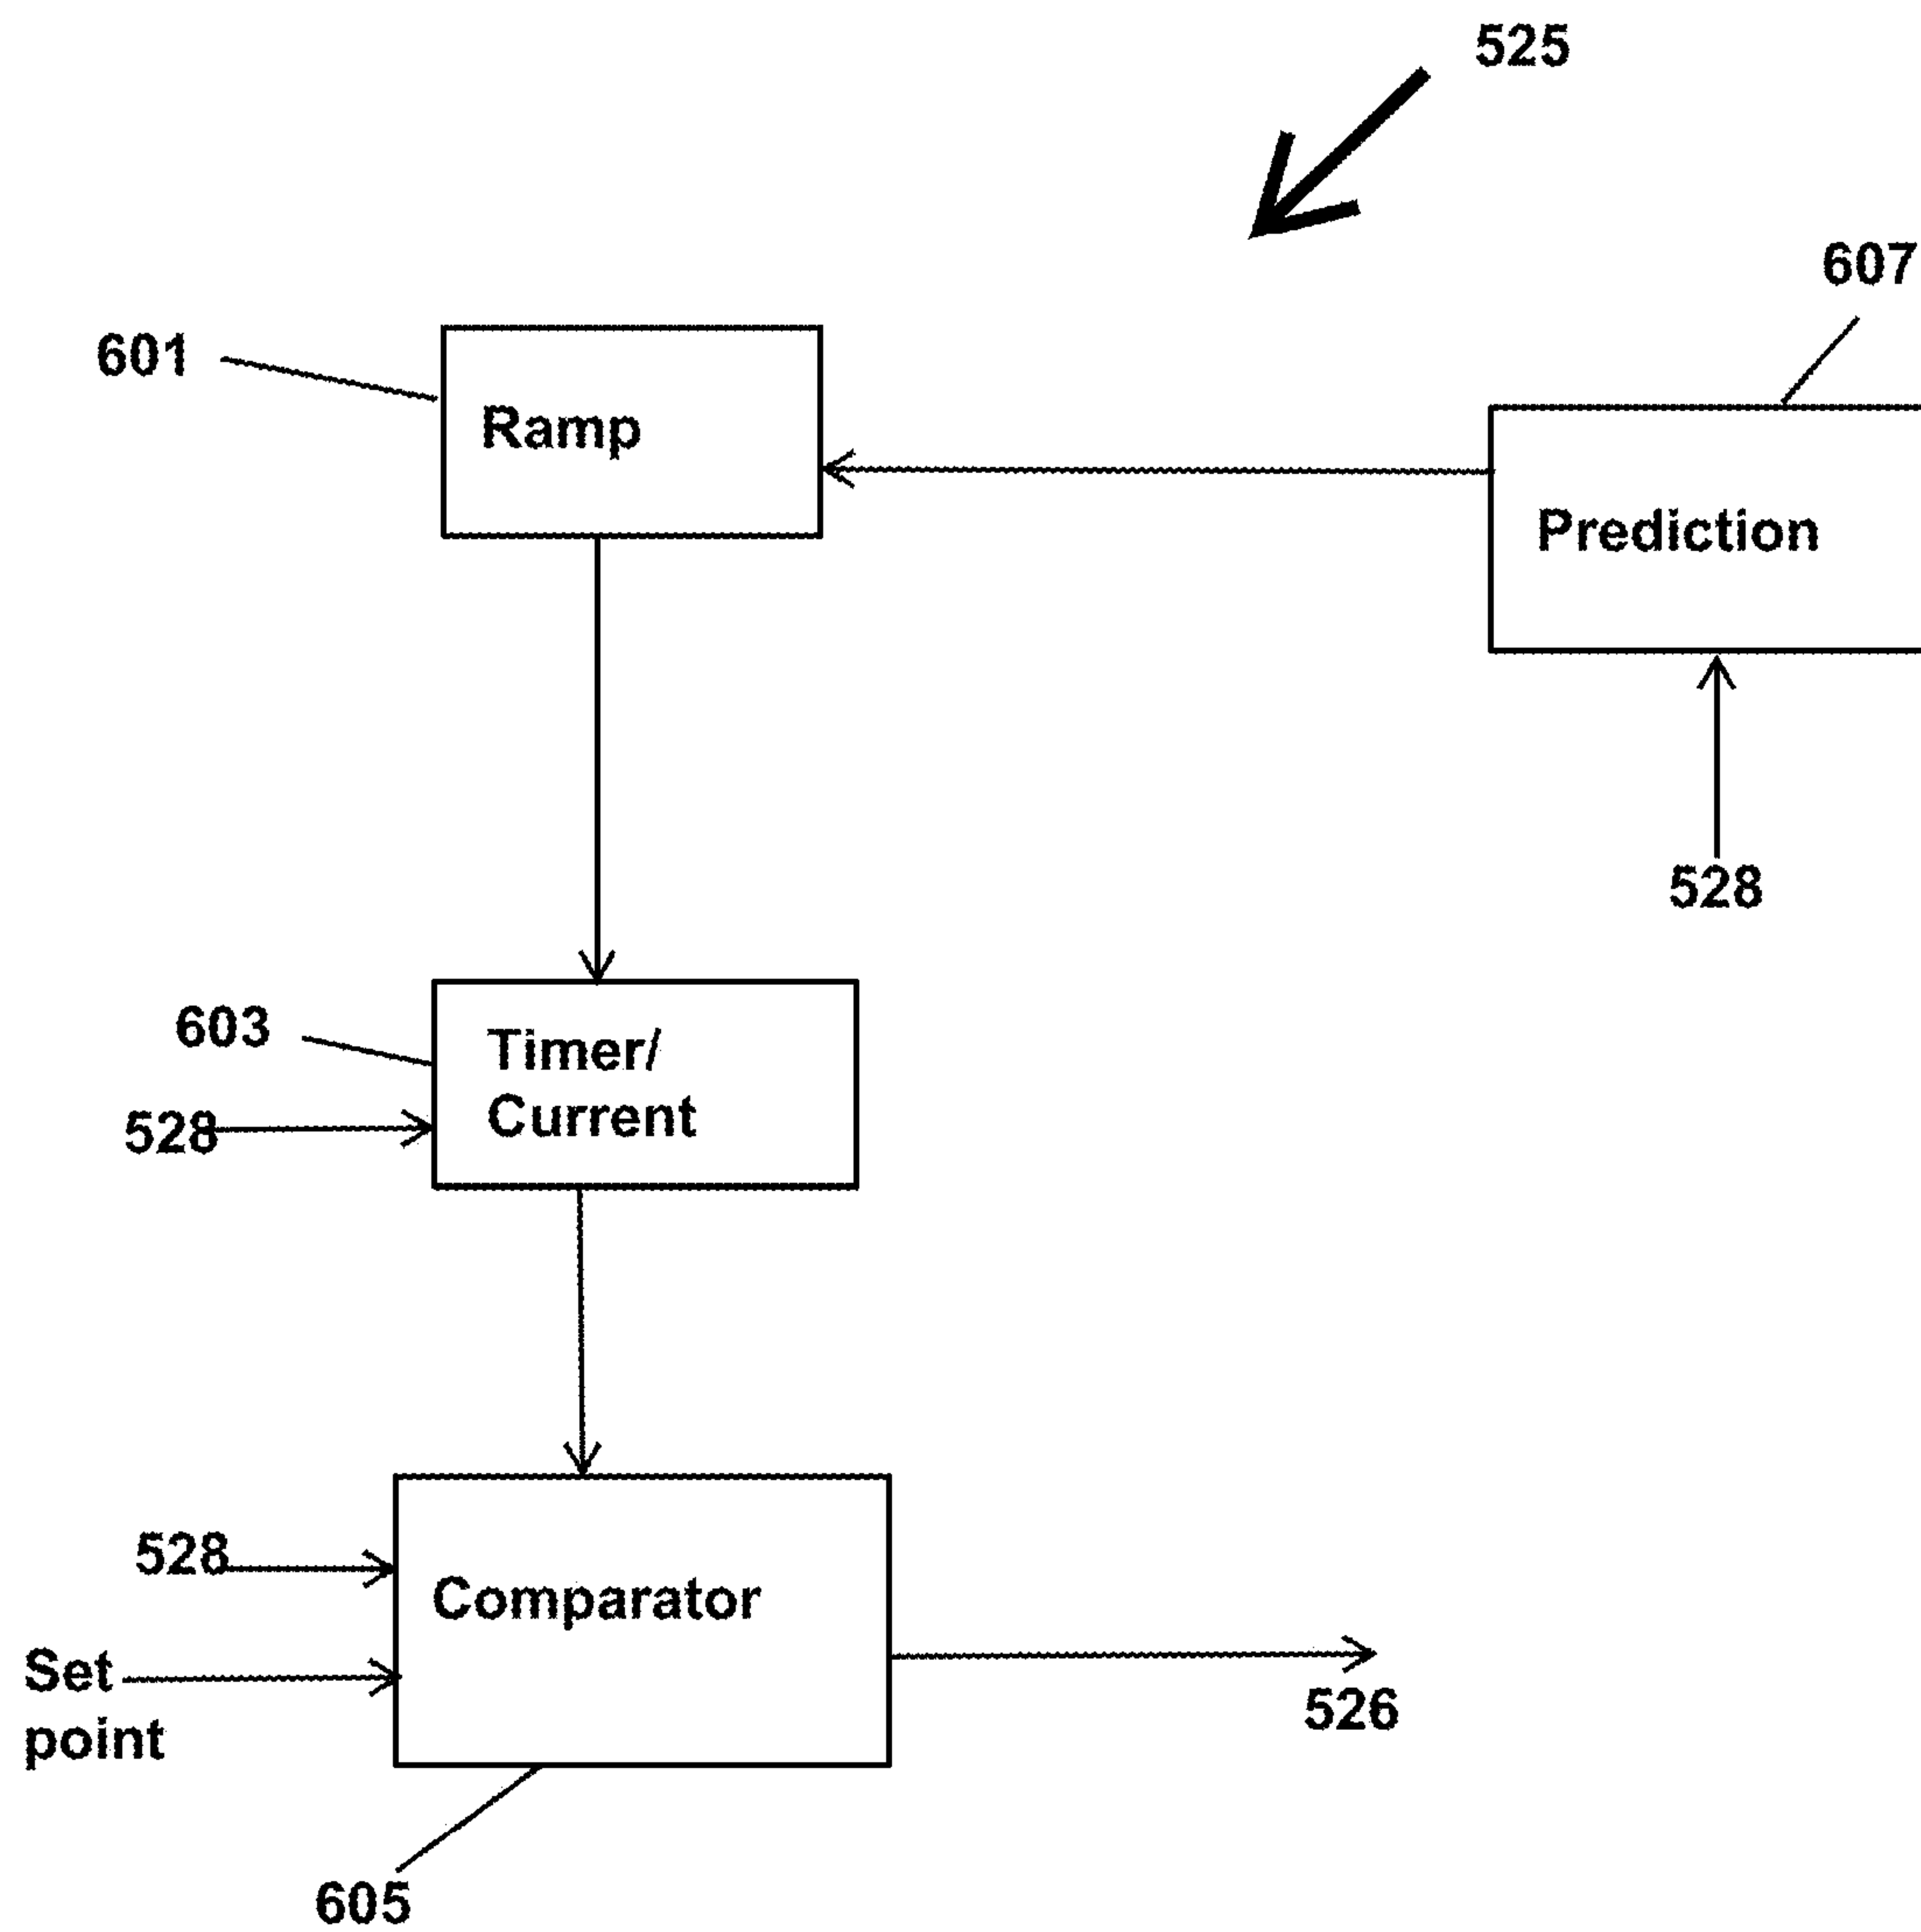 525
607
601
Ramp
Prediction
528
603
Timer/
Current
528
528
Comparator
Set
point
526
605